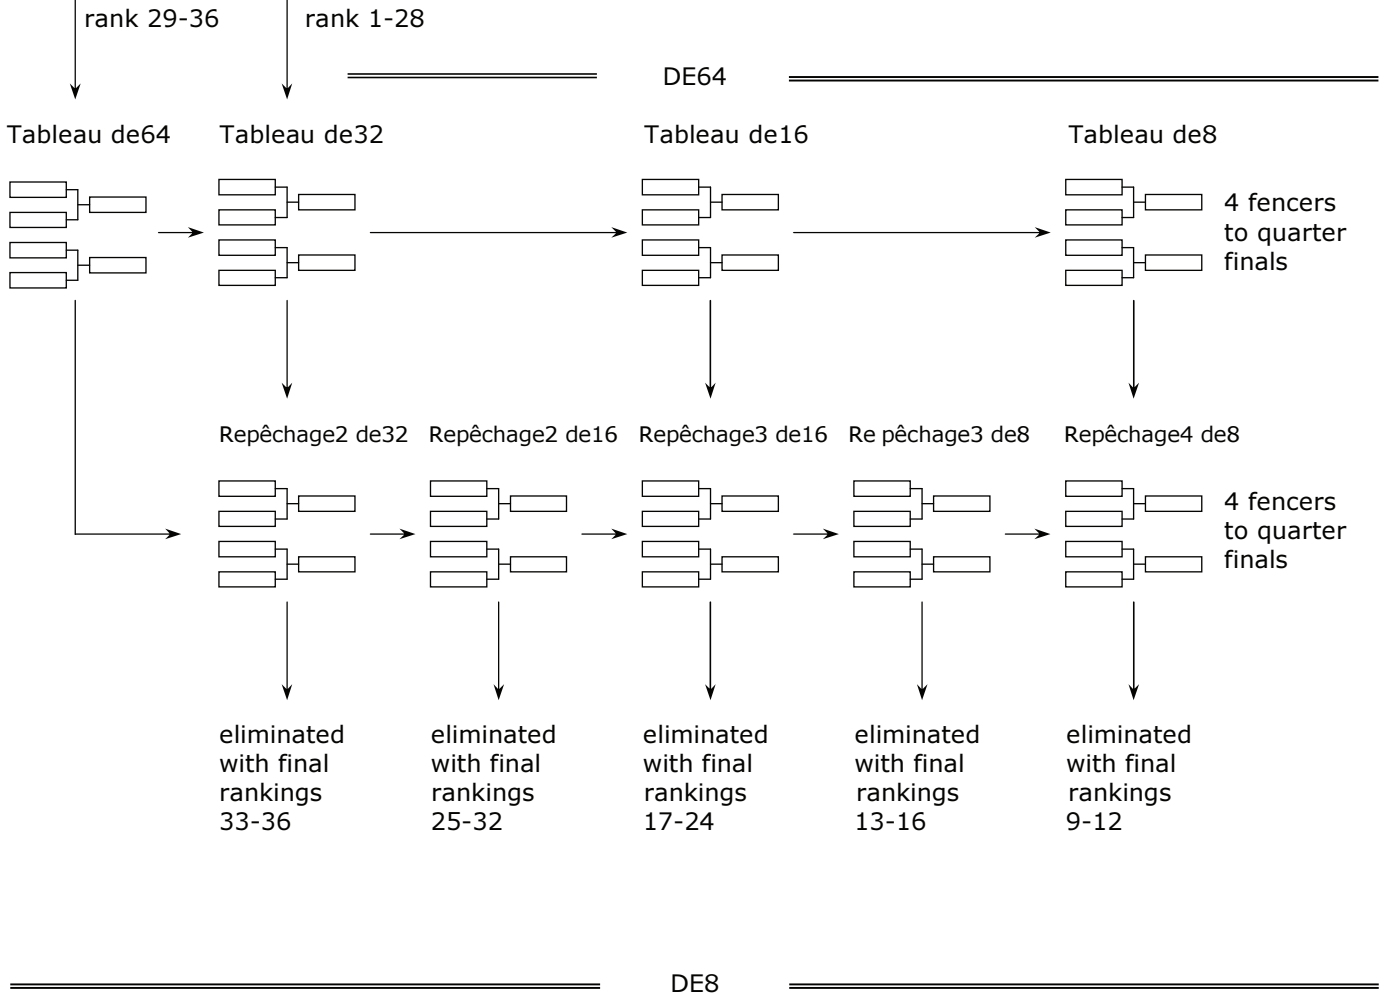 rank 29-36
rank 1-28
DE64
Tableau de64
Tableau de32
Tableau de16
Tableau de8
4 fencers
to quarter
finals
Repêchage2 de32
Repêchage2 de16
Repêchage3 de16
Re pêchage3 de8
Repêchage4 de8
4 fencers
to quarter
finals
eliminated
with final
rankings
33-36
eliminated
with final
rankings
25-32
eliminated
with final
rankings
17-24
eliminated
with final
rankings
13-16
eliminated
with final
rankings
9-12
DE8